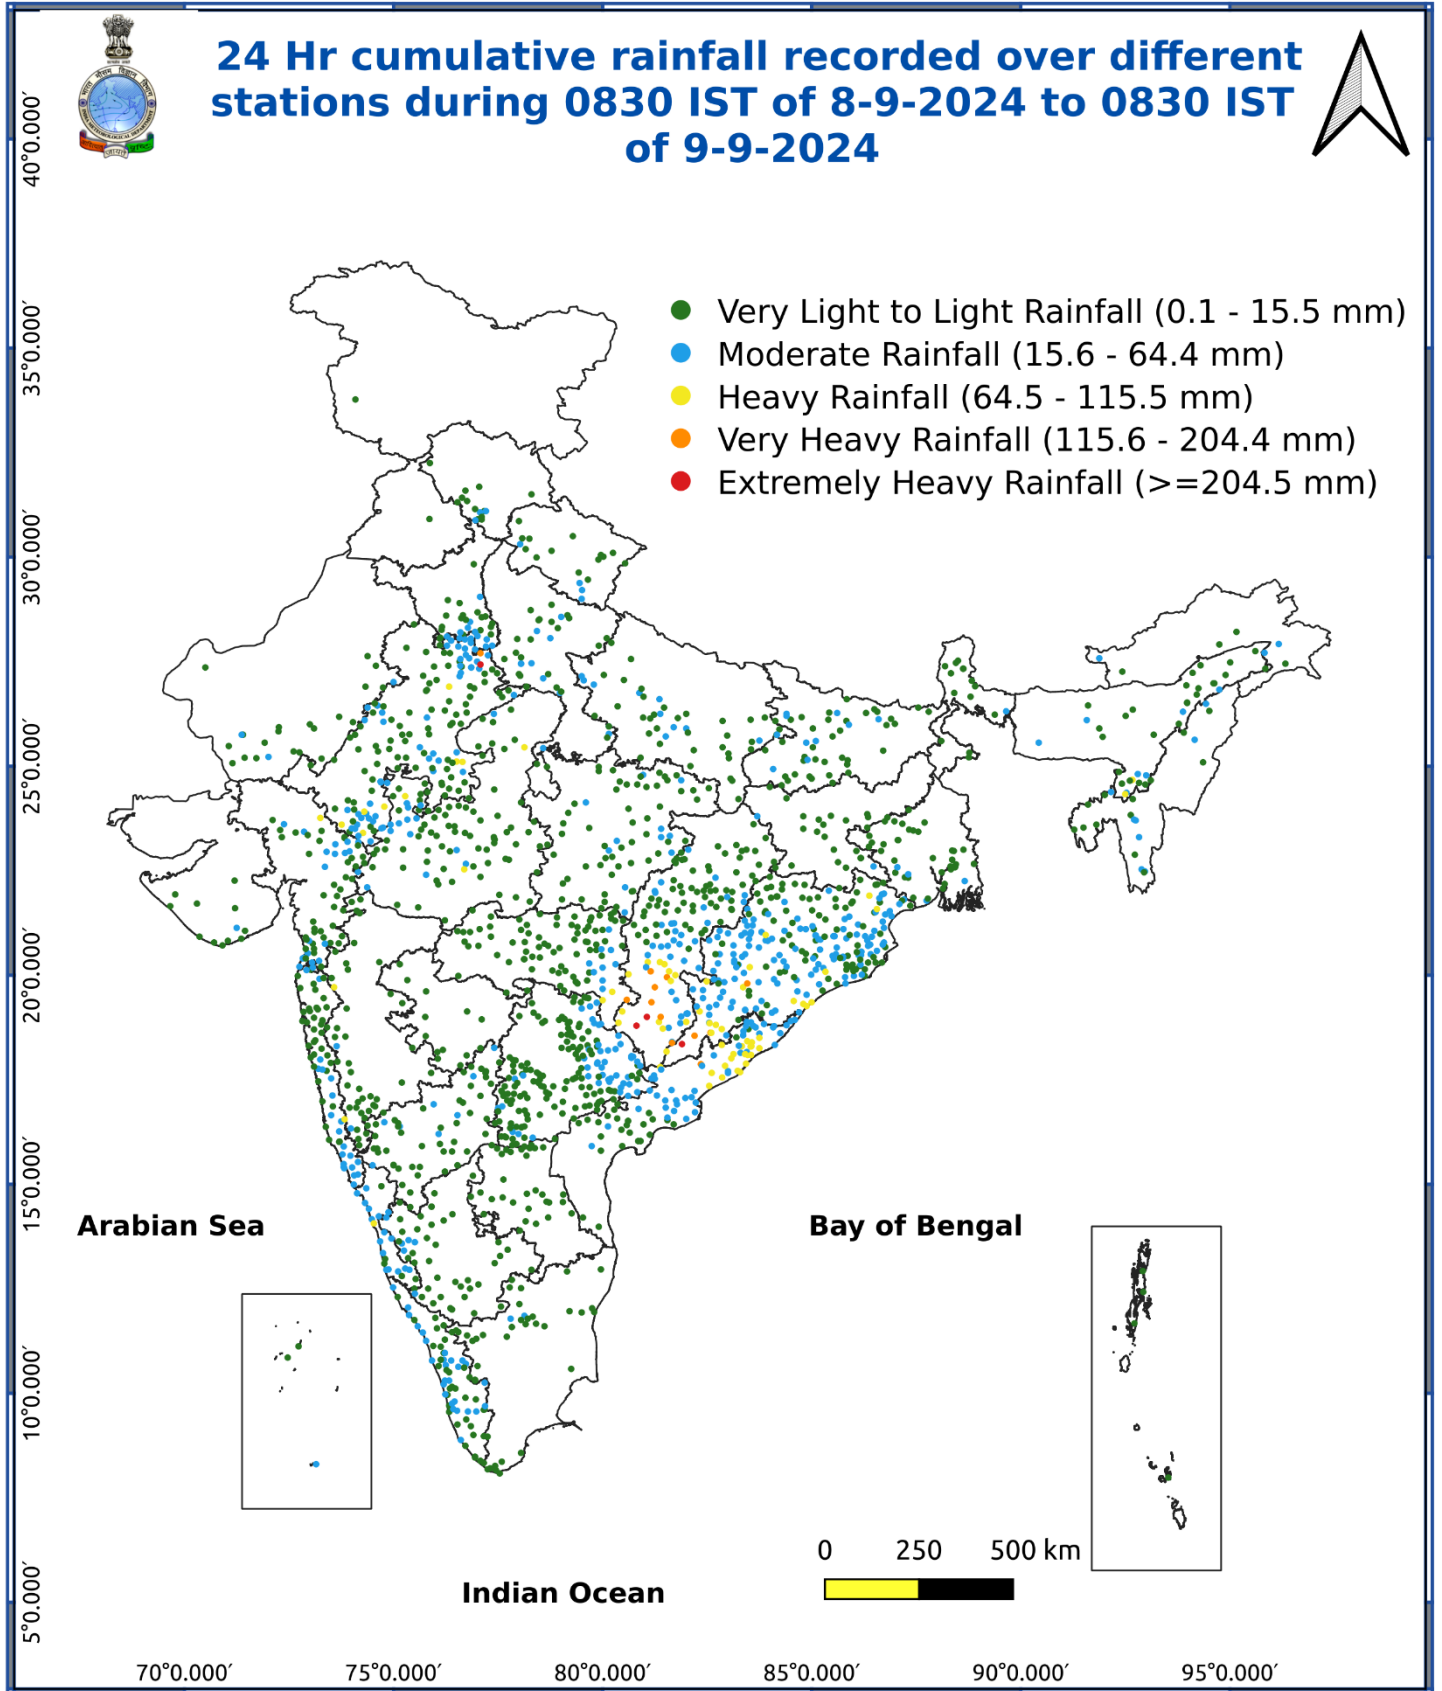 24 Hr cumulative rainfall recorded over different
stations during 0830 IST of 8-9-2024 to 0830 IST
of 9-9-2024
Very Light to Light Rainfall (0.1 - 15.5 mm)
Moderate Rainfall (15.6 - 64.4 mm)
Heavy Rainfall (64.5 - 115.5 mm)
Very Heavy Rainfall (115.6 - 204.4 mm)
Extremely Heavy Rainfall (>=204.5 mm)
40°0.000′
35°0.000′
30°0.000′
25°0.000′
20°0.000′
15°0.000′
10°0.000′
5°0.000′
Arabian Sea
Bay of Bengal
Indian Ocean
0 250 500 km
70°0.000′ 75°0.000′ 80°0.000′ 85°0.000′ 90°0.000′ 95°0.000′